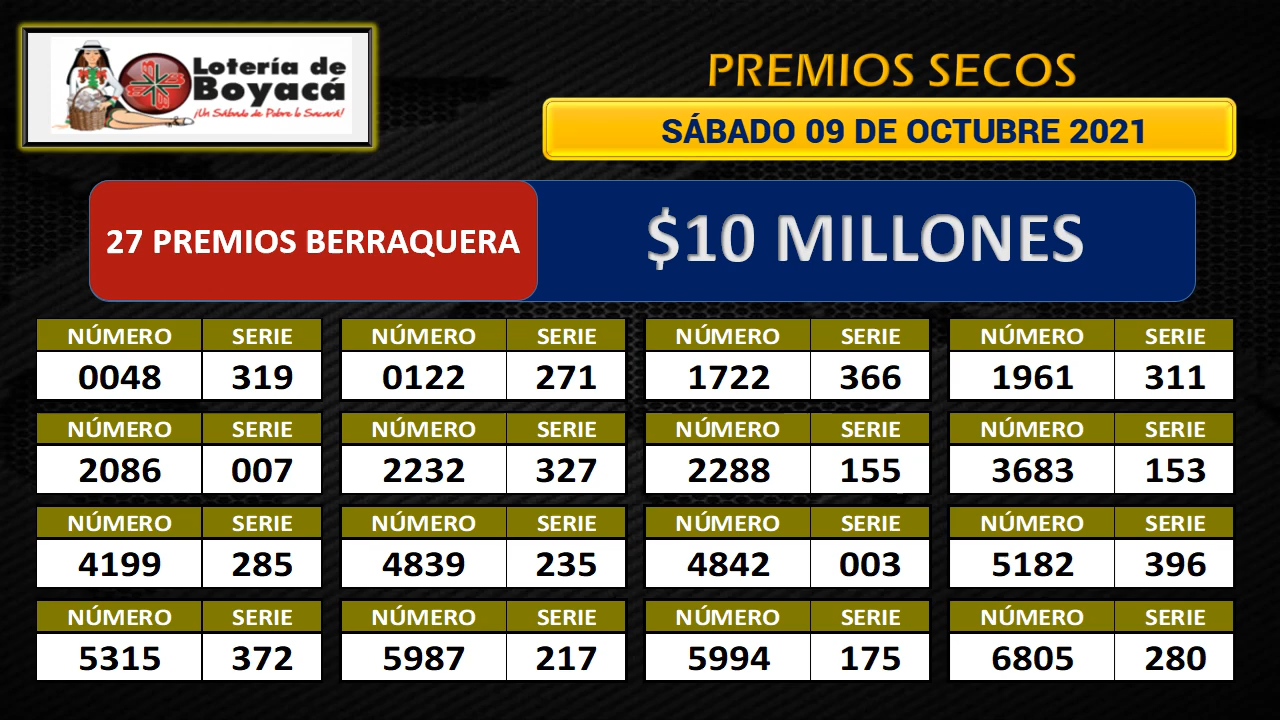 Lotería de
Boyacá
¡Un Sábado de Pobre lo Sacará!
PREMIOS SECOS
SÁBADO 09 DE OCTUBRE 2021
27 PREMIOS BERRAQUERA
$10 MILLONES
NÚMERO SERIE NÚMERO SERIE NÚMERO SERIE NÚMERO SERIE
0048 319 0122 271 1722 366 1961 311
NÚMERO SERIE NÚMERO SERIE NÚMERO SERIE NÚMERO SERIE
2086 007 2232 327 2288 155 3683 153
NÚMERO SERIE NÚMERO SERIE NÚMERO SERIE NÚMERO SERIE
4199 285 4839 235 4842 003 5182 396
NÚMERO SERIE NÚMERO SERIE NÚMERO SERIE NÚMERO SERIE
5315 372 5987 217 5994 175 6805 280